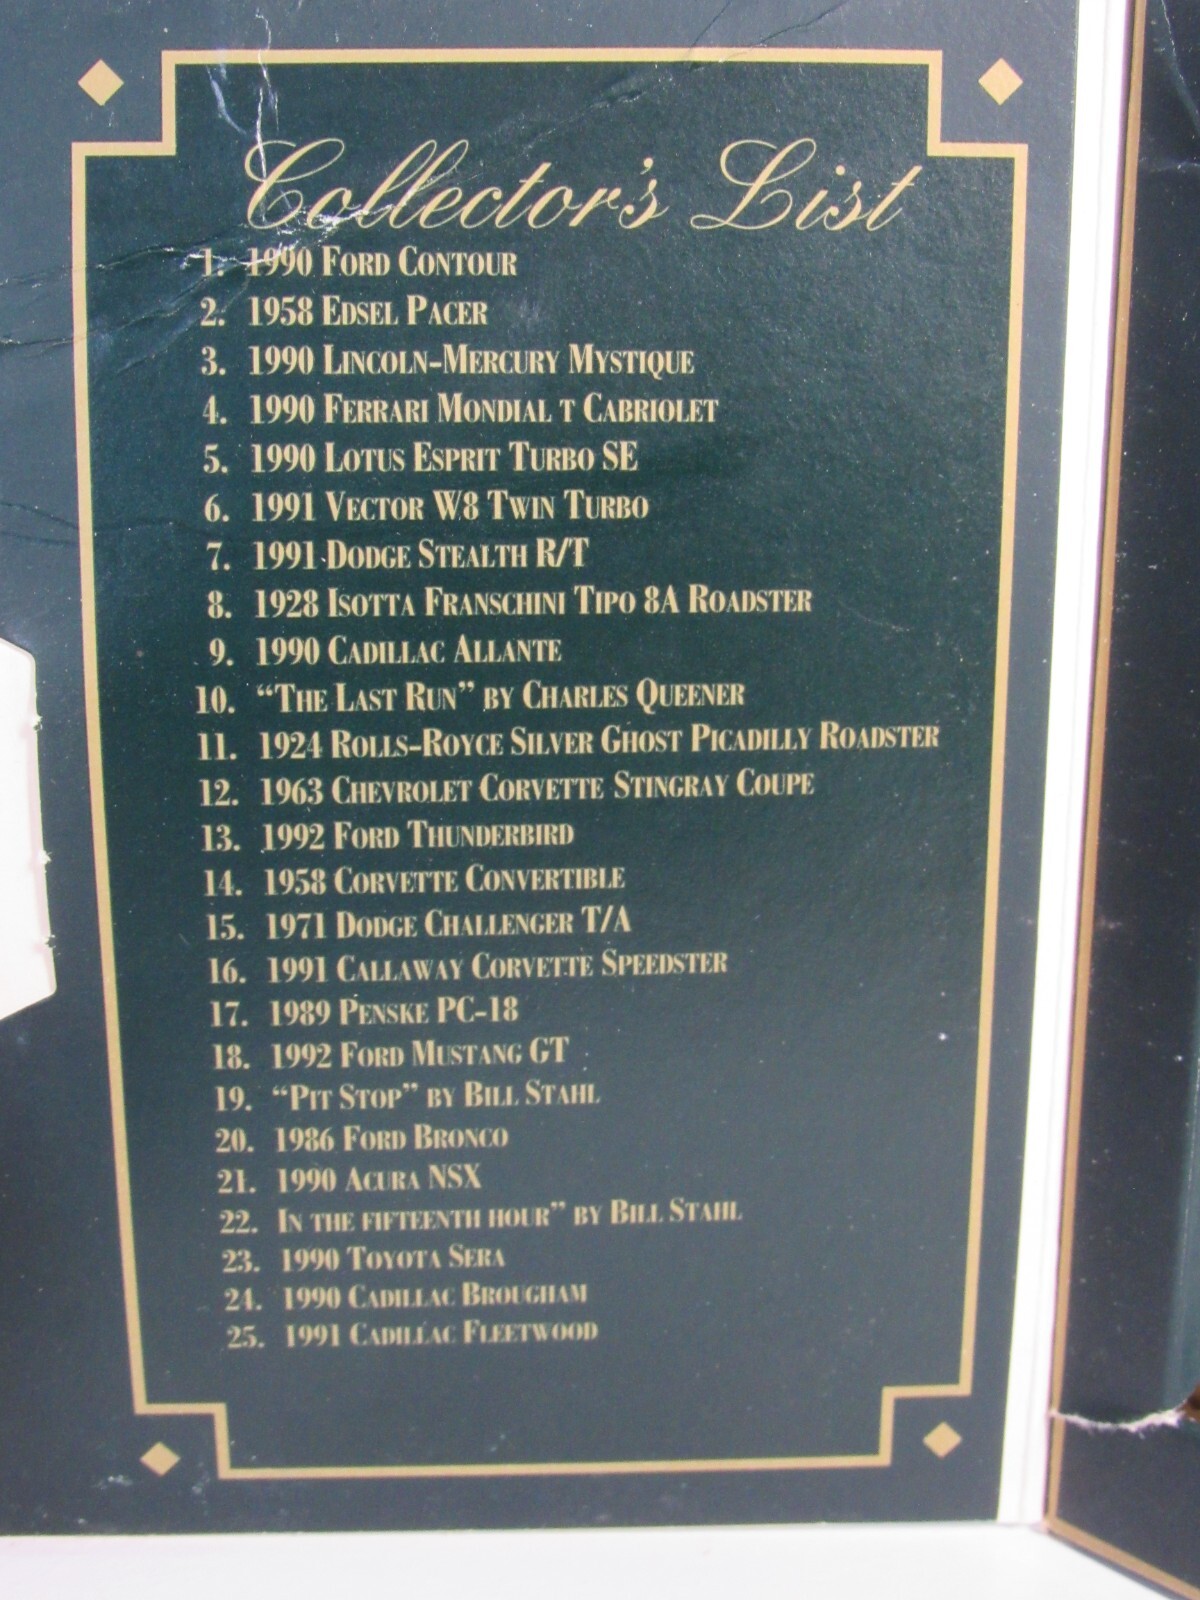 Collector's List
1. 1990 Ford Contour
2. 1958 Edsel Pacer
3. 1990 Lincoln-Mercury Mystique
4. 1990 Ferrari Mondial t Cabriolet
5. 1990 Lotus Esprit Turbo SE
6. 1991 Vector W8 Twin Turbo
7. 1991 Dodge Stealth R/T
8. 1928 Isotta Franschini Tipo 8A Roadster
9. 1990 Cadillac Allante
10. “The Last Run” by Charles Queener
11. 1924 Rolls-Royce Silver Ghost Picadilly Roadster
12. 1963 Chevrolet Corvette Stingray Coupe
13. 1992 Ford Thunderbird
14. 1958 Corvette Convertible
15. 1971 Dodge Challenger T/A
16. 1991 Callaway Corvette Speedster
17. 1989 Penske PC-18
18. 1992 Ford Mustang GT
19. “Pit Stop” by Bill Stahl
20. 1986 Ford Bronco
21. 1990 Acura NSX
22. In the fifteenth hour” by Bill Stahl
23. 1990 Toyota Sera
24. 1990 Cadillac Brougham
25. 1991 Cadillac Fleetwood